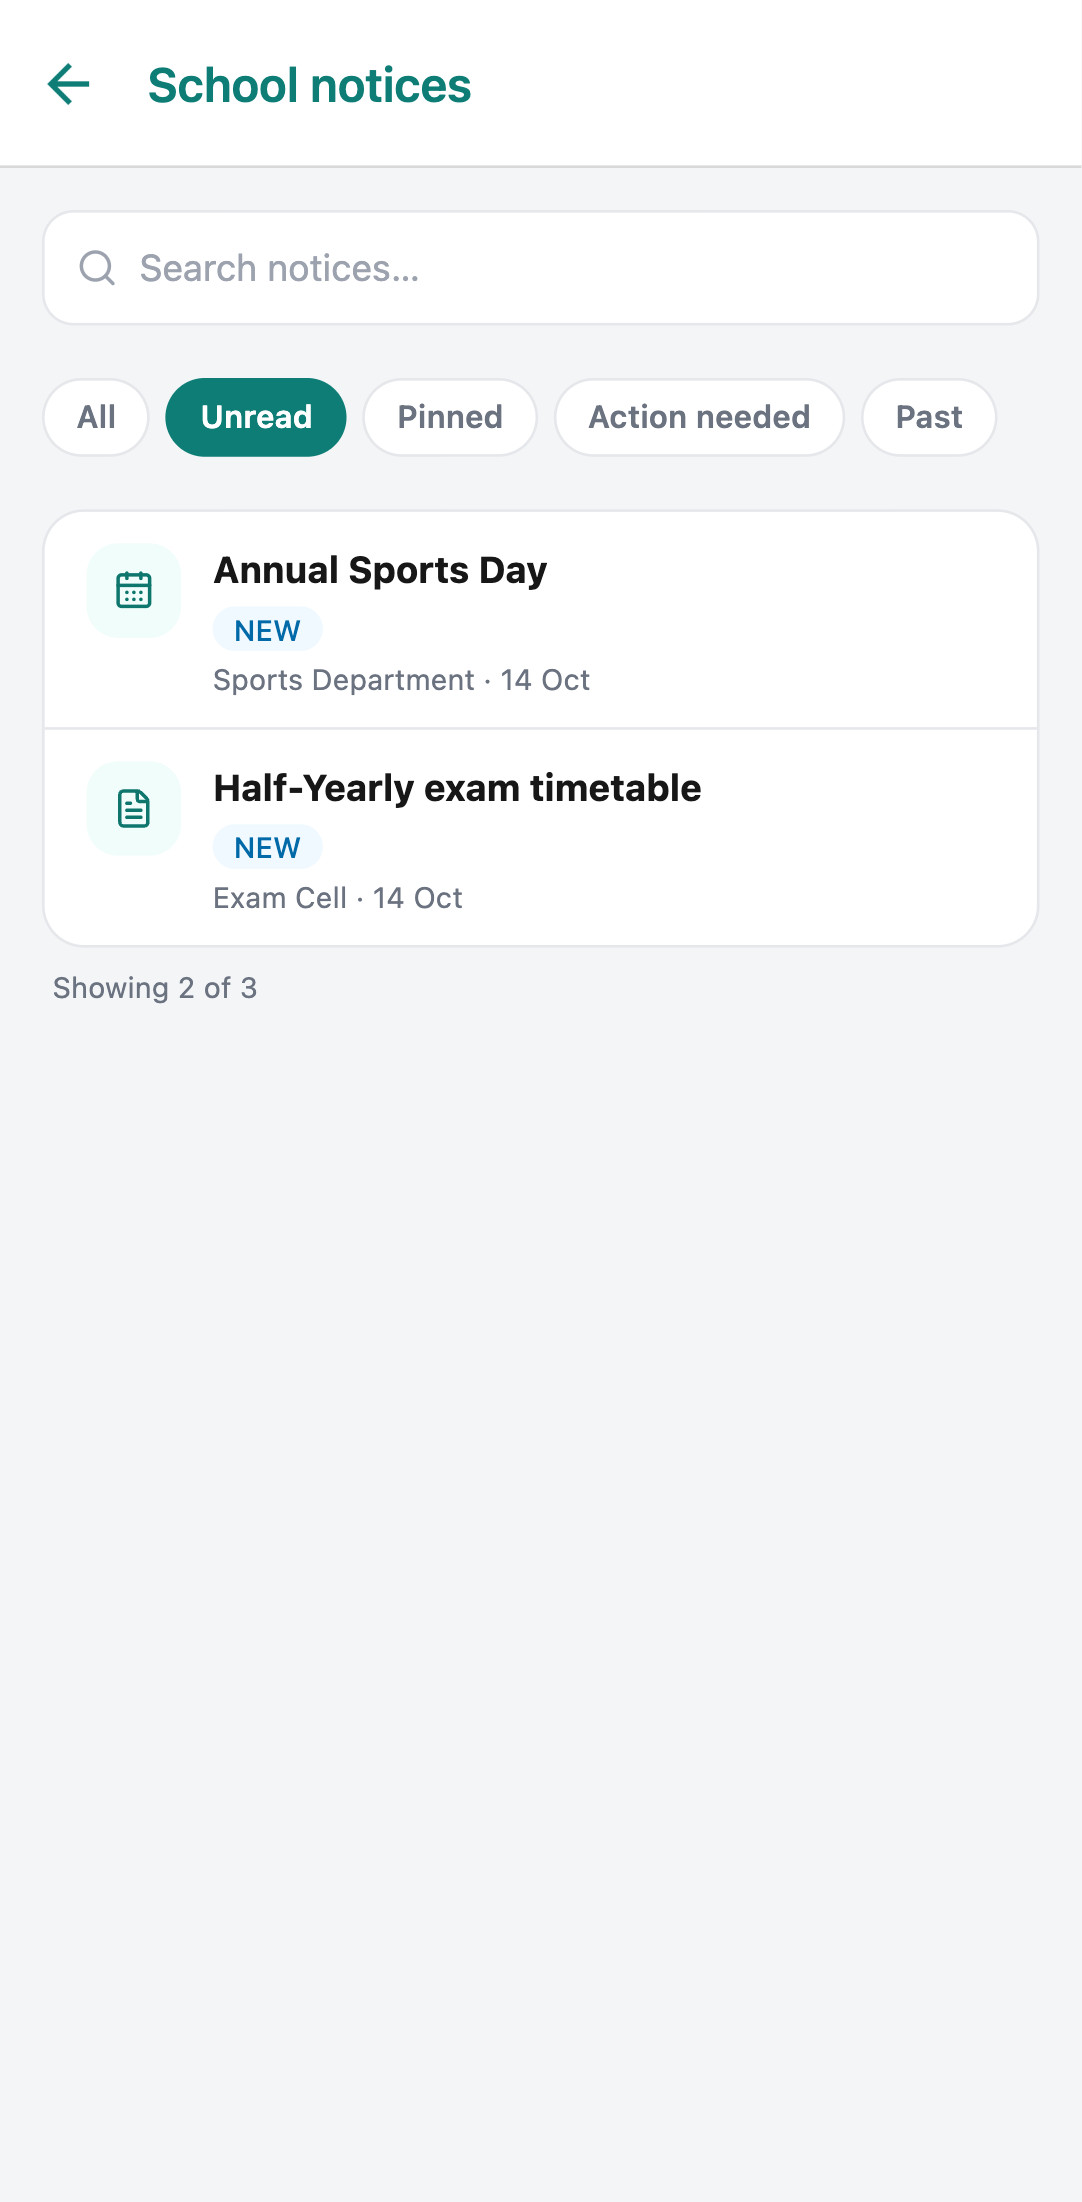 School notices
Search notices...
All Unread Pinned Action needed Past
Annual Sports Day
NEW
Sports Department · 14 Oct
Half-Yearly exam timetable
NEW
Exam Cell · 14 Oct
Showing 2 of 3